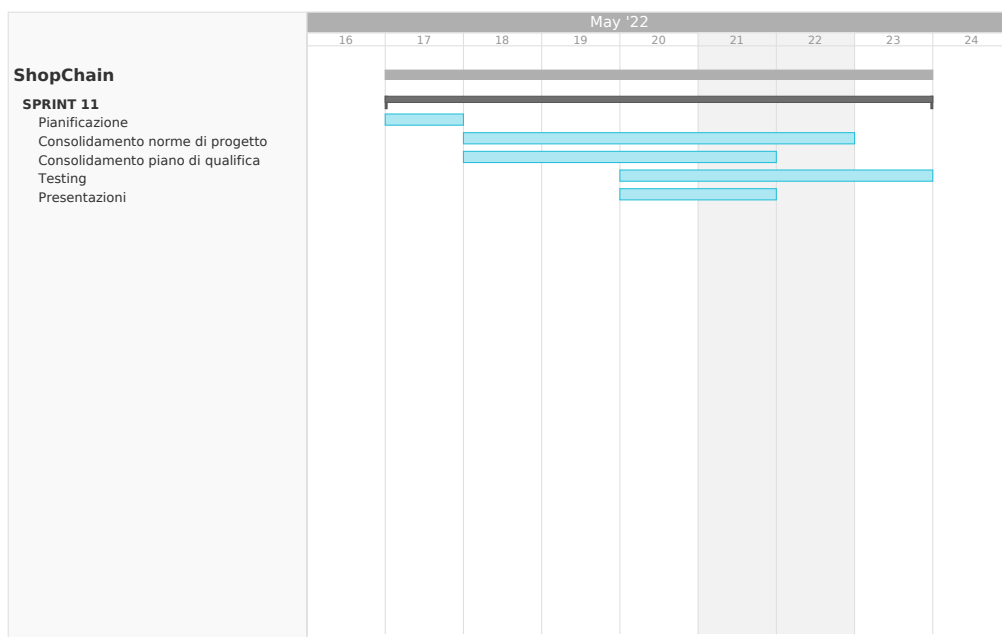 May '22
16 17 18 19 20 21 22 23 24
ShopChain
SPRINT 11
Pianificazione
Consolidamento norme di progetto
Consolidamento piano di qualifica
Testing
Presentazioni